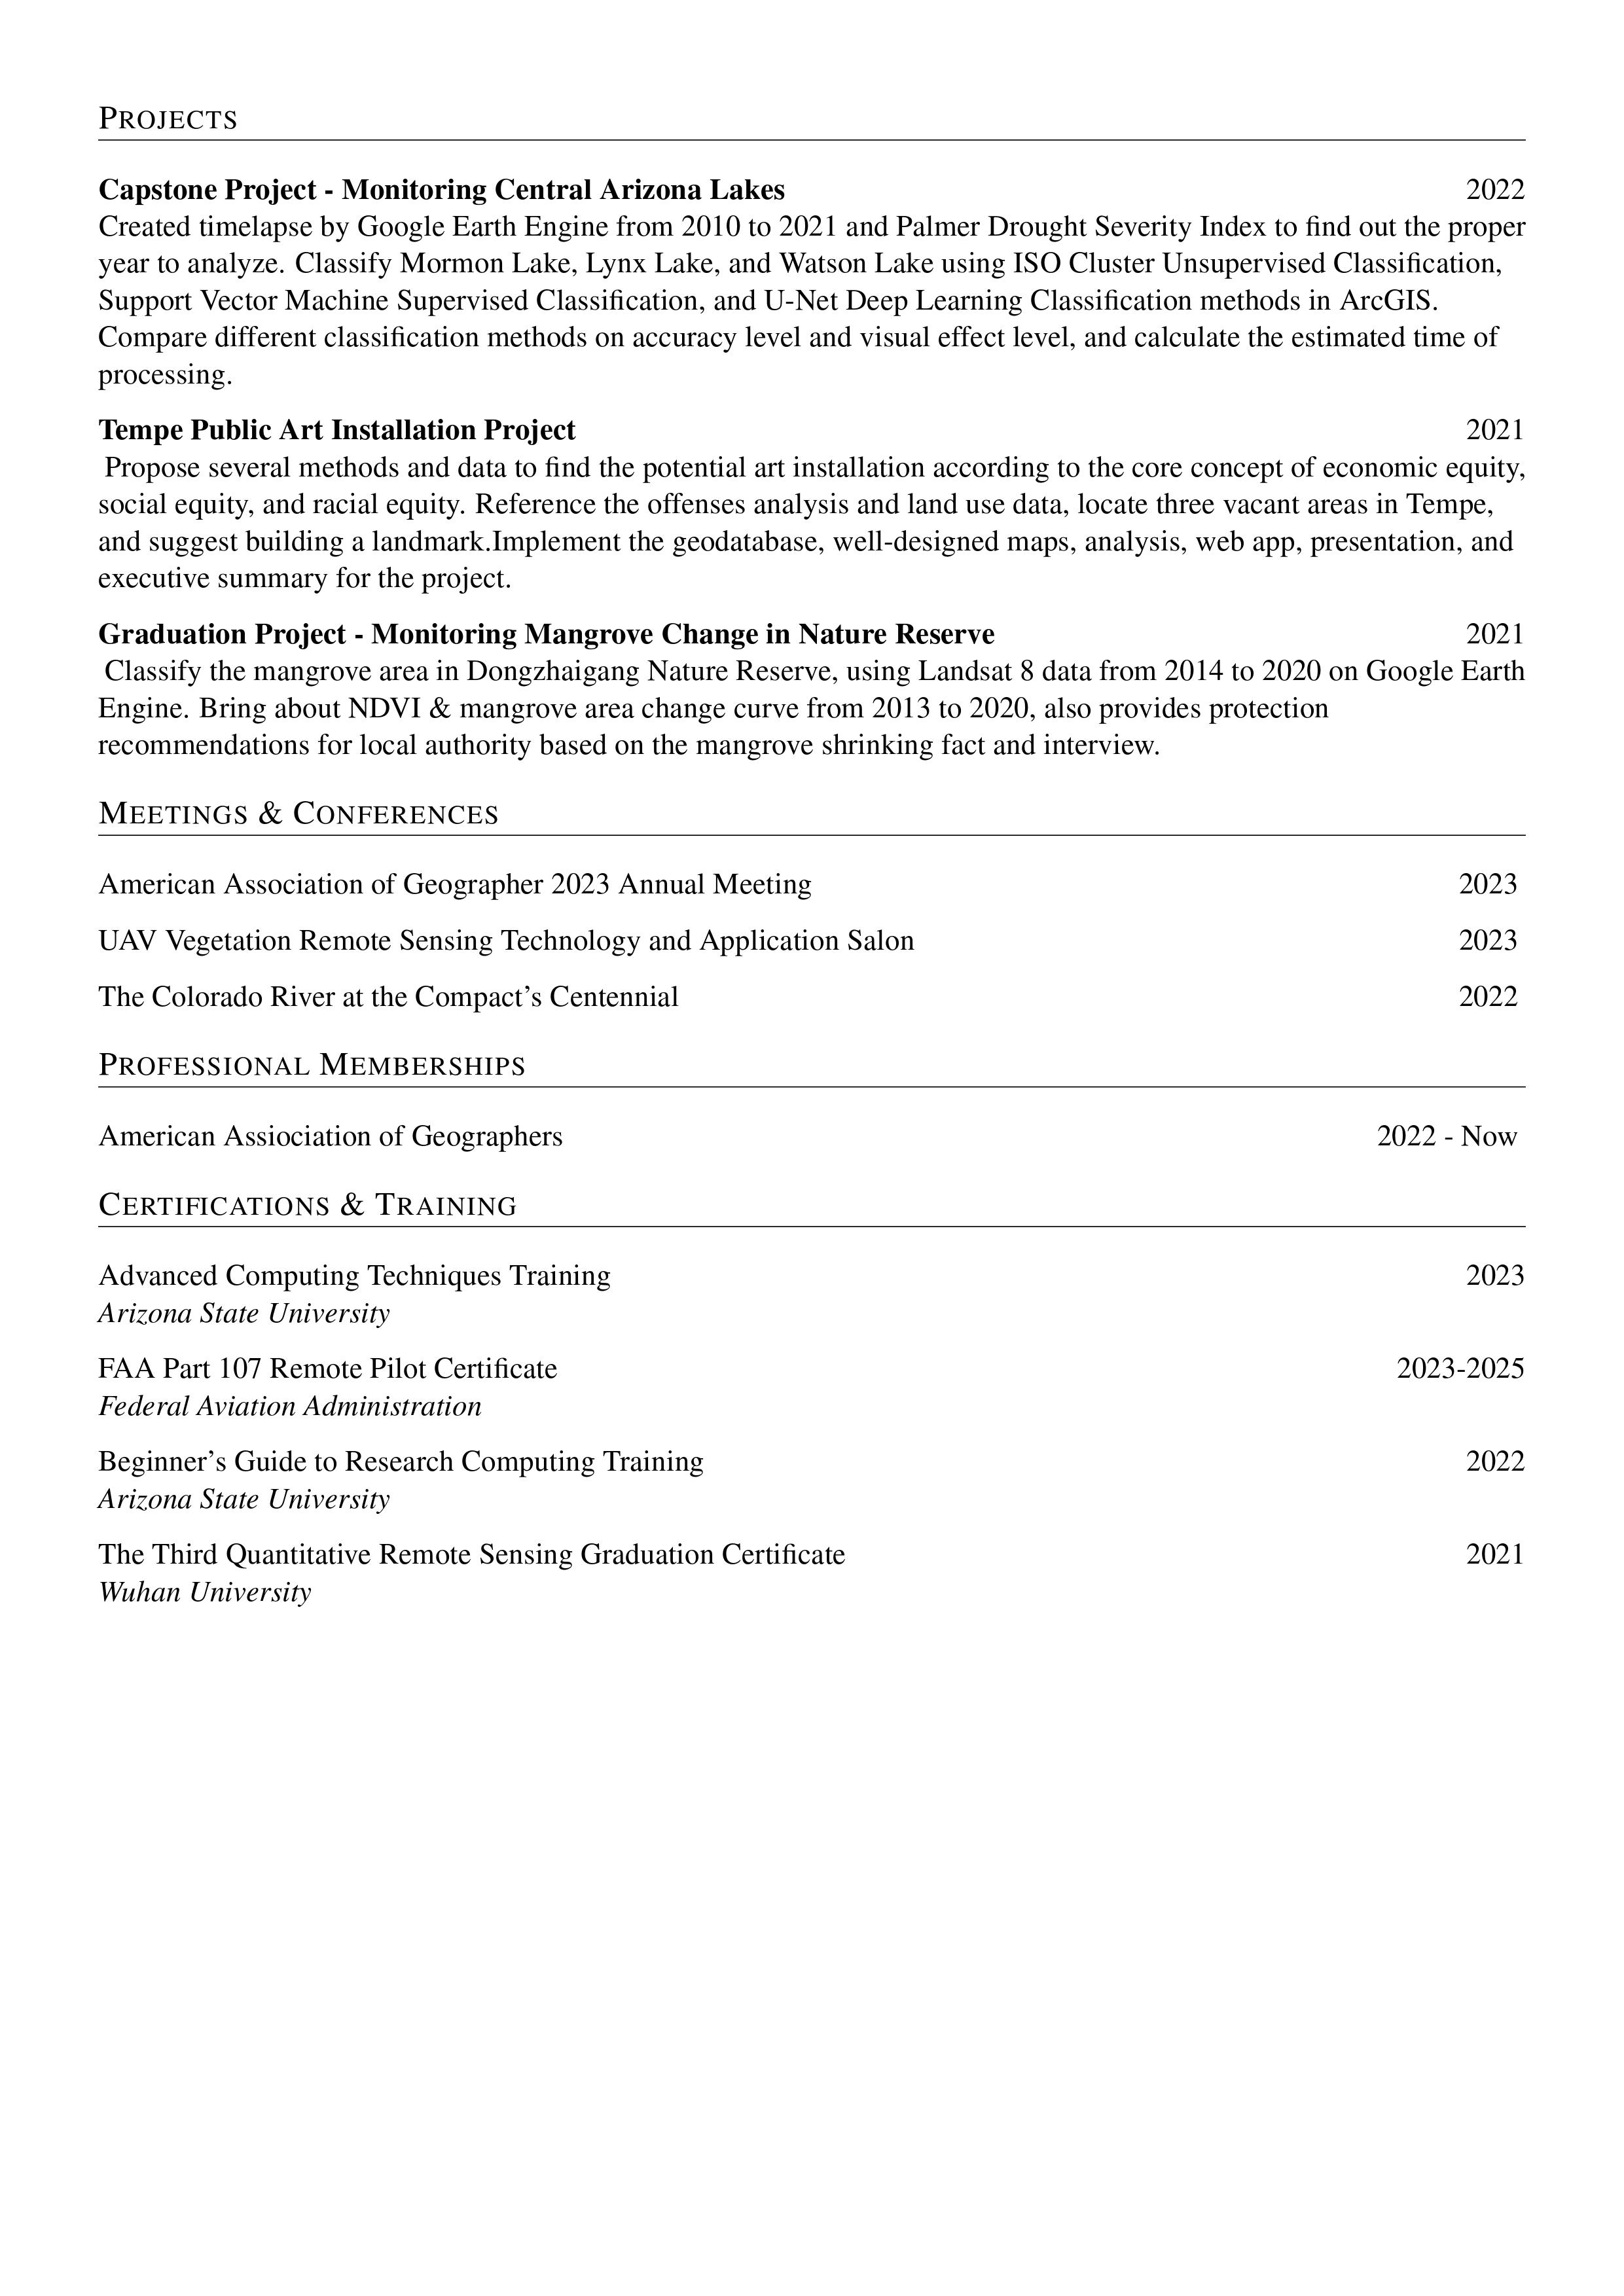 PROJECTS
Capstone Project - Monitoring Central Arizona Lakes 2022
Created timelapse by Google Earth Engine from 2010 to 2021 and Palmer Drought Severity Index to find out the proper
year to analyze. Classify Mormon Lake, Lynx Lake, and Watson Lake using ISO Cluster Unsupervised Classification,
Support Vector Machine Supervised Classification, and U-Net Deep Learning Classification methods in ArcGIS.
Compare different classification methods on accuracy level and visual effect level, and calculate the estimated time of
processing.
Tempe Public Art Installation Project 2021
Propose several methods and data to find the potential art installation according to the core concept of economic equity,
social equity, and racial equity. Reference the offenses analysis and land use data, locate three vacant areas in Tempe,
and suggest building a landmark.Implement the geodatabase, well-designed maps, analysis, web app, presentation, and
executive summary for the project.
Graduation Project - Monitoring Mangrove Change in Nature Reserve 2021
Classify the mangrove area in Dongzhaigang Nature Reserve, using Landsat 8 data from 2014 to 2020 on Google Earth
Engine. Bring about NDVI & mangrove area change curve from 2013 to 2020, also provides protection
recommendations for local authority based on the mangrove shrinking fact and interview.
MEETINGS & CONFERENCES
American Association of Geographer 2023 Annual Meeting 2023
UAV Vegetation Remote Sensing Technology and Application Salon 2023
The Colorado River at the Compact's Centennial 2022
PROFESSIONAL MEMBERSHIPS
American Assiociation of Geographers 2022 - Now
CERTIFICATIONS & TRAINING
Advanced Computing Techniques Training 2023
Arizona State University
FAA Part 107 Remote Pilot Certificate 2023-2025
Federal Aviation Administration
Beginner's Guide to Research Computing Training 2022
Arizona State University
The Third Quantitative Remote Sensing Graduation Certificate 2021
Wuhan University